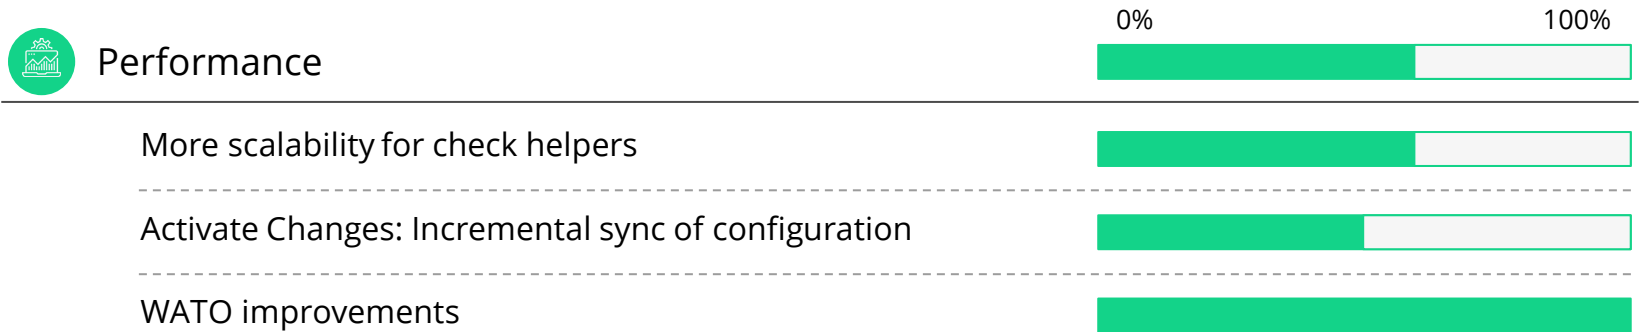 0% 100%
Performance
More scalability for check helpers
Activate Changes: Incremental sync of configuration
WATO improvements